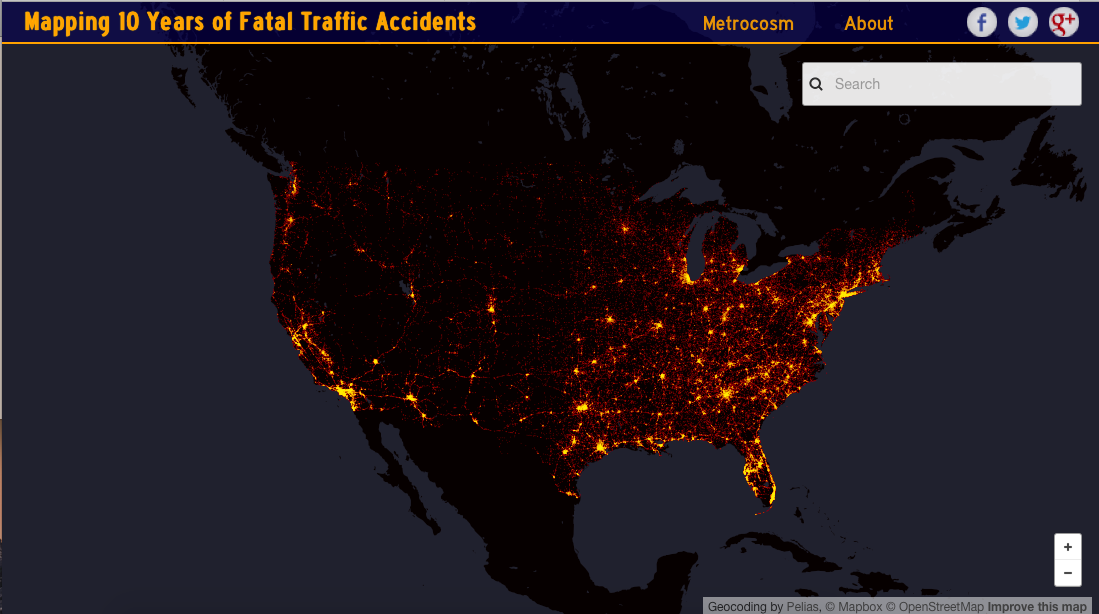 Mapping 10 Years of Fatal Traffic Accidents
Metrocosm
About
f
g+
Search
+
−
Geocoding by Pelias, © Mapbox © OpenStreetMap Improve this map